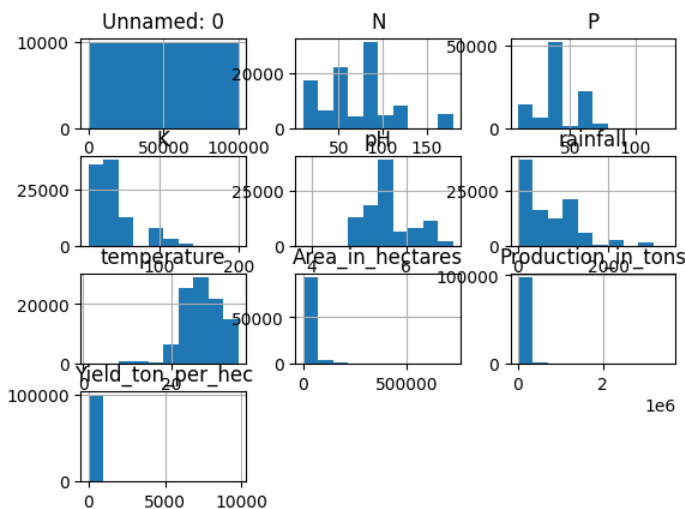 Unnamed: 0 N P
10000 20000 50000
0 0 0
0 50000 100000 50 100 150 50 100
K pH rainfall
25000 25000 25000
0 0 0
100 200 4 6 0 2000
temperature Area_in_hectares Production_in_tons
20000 50000 100000
0 0 0
0 20 0 500000 0 2
1e6
Yield_ton_per_hec
100000
0
0 5000 10000